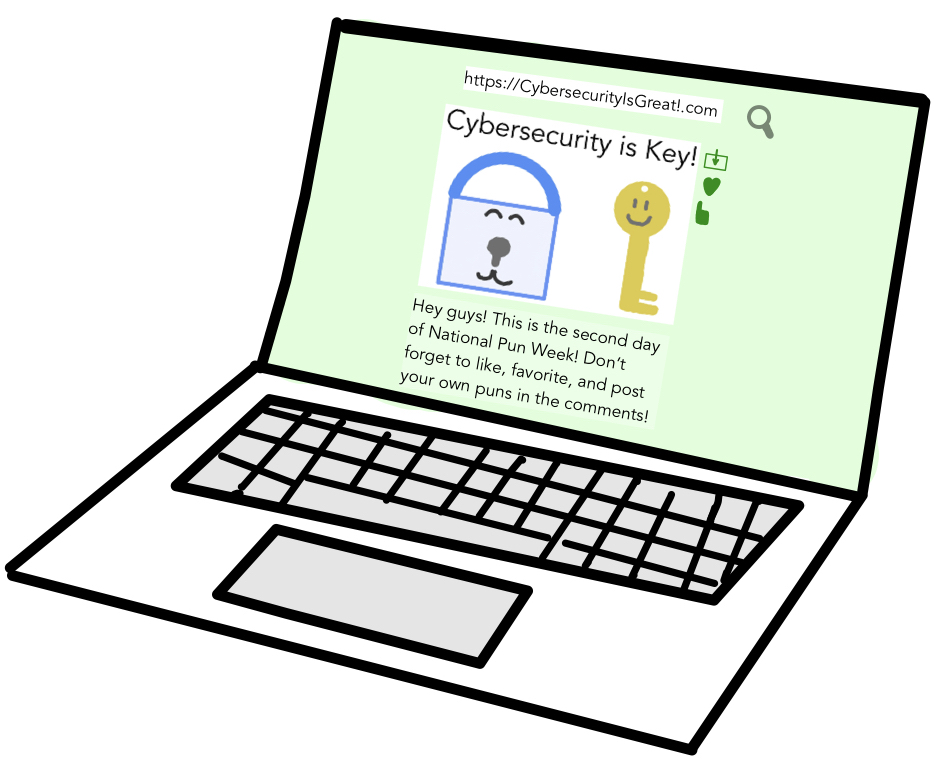 https://CybersecurityIsGreat!.com
Cybersecurity is Key!
Hey guys! This is the second day
of National Pun Week! Don't
forget to like, favorite, and post
your own puns in the comments!